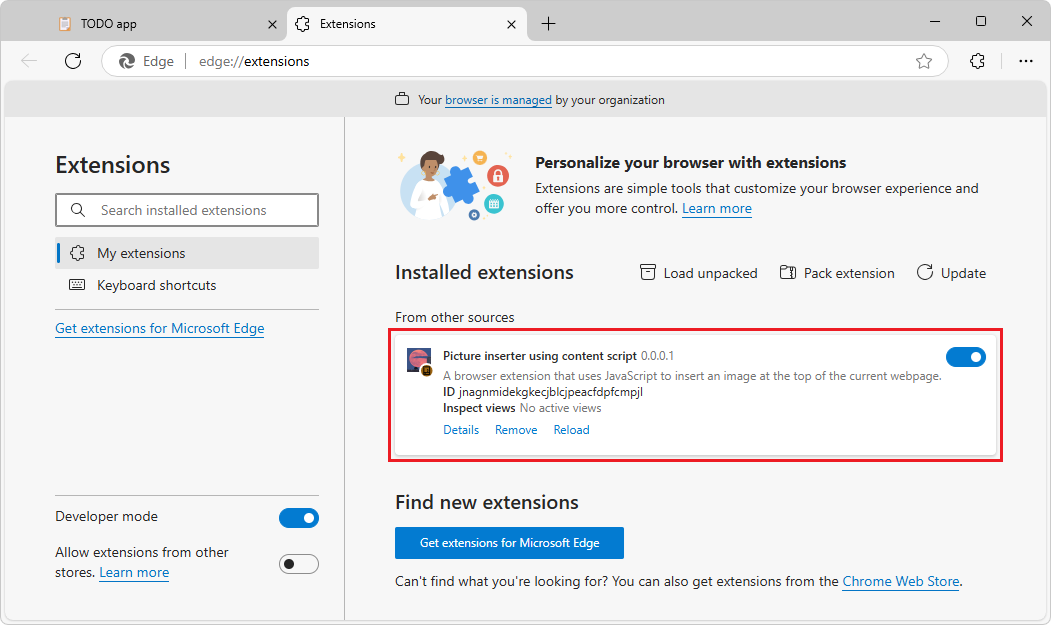 TODO app
Extensions
Edge
edge://extensions
Your browser is managed by your organization
Extensions
Search installed extensions
My extensions
Keyboard shortcuts
Get extensions for Microsoft Edge
Developer mode
Allow extensions from other
stores. Learn more
Personalize your browser with extensions
Extensions are simple tools that customize your browser experience and
offer you more control. Learn more
Installed extensions
Load unpacked
Pack extension
Update
From other sources
Picture inserter using content script 0.0.0.1
A browser extension that uses JavaScript to insert an image at the top of the current webpage.
ID jnagnmidekgkecjblcjpeacfdpfcmpjl
Inspect views No active views
Details Remove Reload
Find new extensions
Get extensions for Microsoft Edge
Can't find what you're looking for? You can also get extensions from the Chrome Web Store.